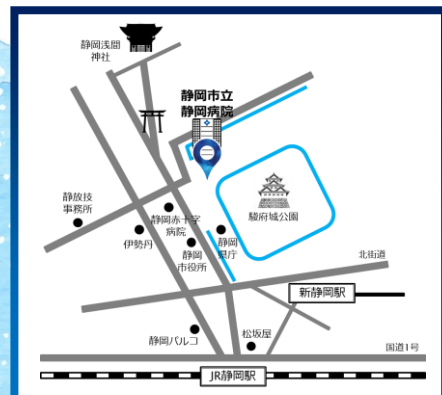 静岡浅間
神社
静岡市立
静岡病院
静放技
事務所
静岡赤十字
病院
伊勢丹
静岡
市役所
静岡
県庁
駿府城公園
北街道
新静岡駅
静岡パルコ
松坂屋
国道1号
JR静岡駅